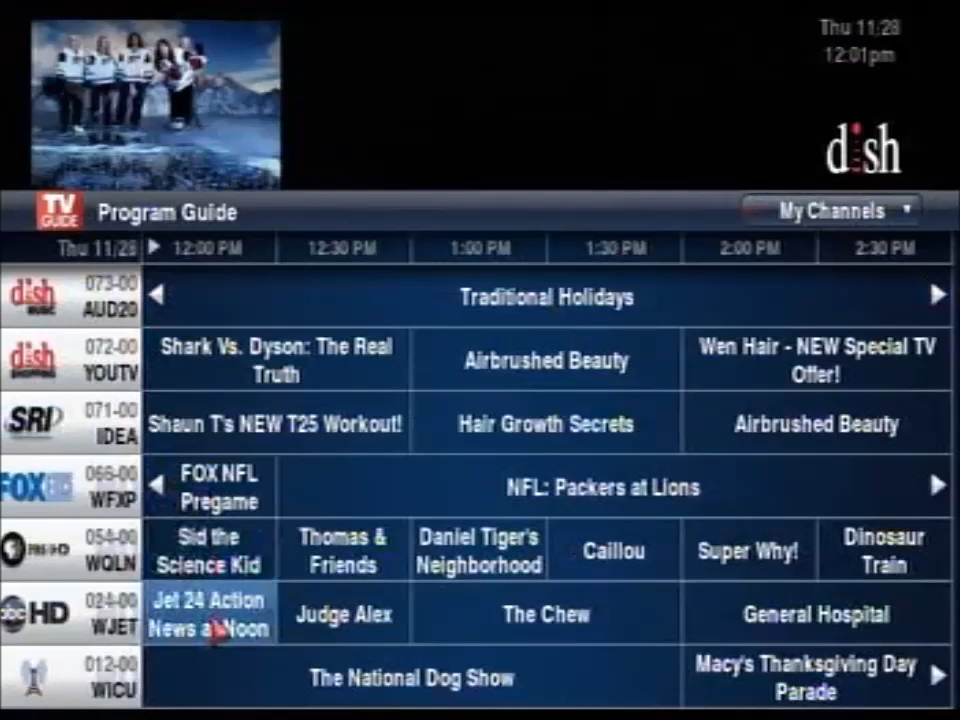 Thu 11/28
12:01pm
dish
TV GUIDE Program Guide My Channels
Thu 11/28 12:00 PM 12:30 PM 1:00 PM 1:30 PM 2:00 PM 2:30 PM
dish MUSIC 073-00 AUD20 Traditional Holidays
dish 072-00 YOUTV Shark Vs. Dyson: The Real Truth Airbrushed Beauty Wen Hair - NEW Special TV Offer!
SRI 071-00 IDEA Shaun T's NEW T25 Workout! Hair Growth Secrets Airbrushed Beauty
FOX 066-00 WFXP FOX NFL Pregame NFL: Packers at Lions
PBS HD 054-00 WQLN Sid the Science Kid Thomas & Friends Daniel Tiger's Neighborhood Caillou Super Why! Dinosaur Train
abc HD 024-00 WJET Jet 24 Action News at Noon Judge Alex The Chew General Hospital
012-00 WICU The National Dog Show Macy's Thanksgiving Day Parade